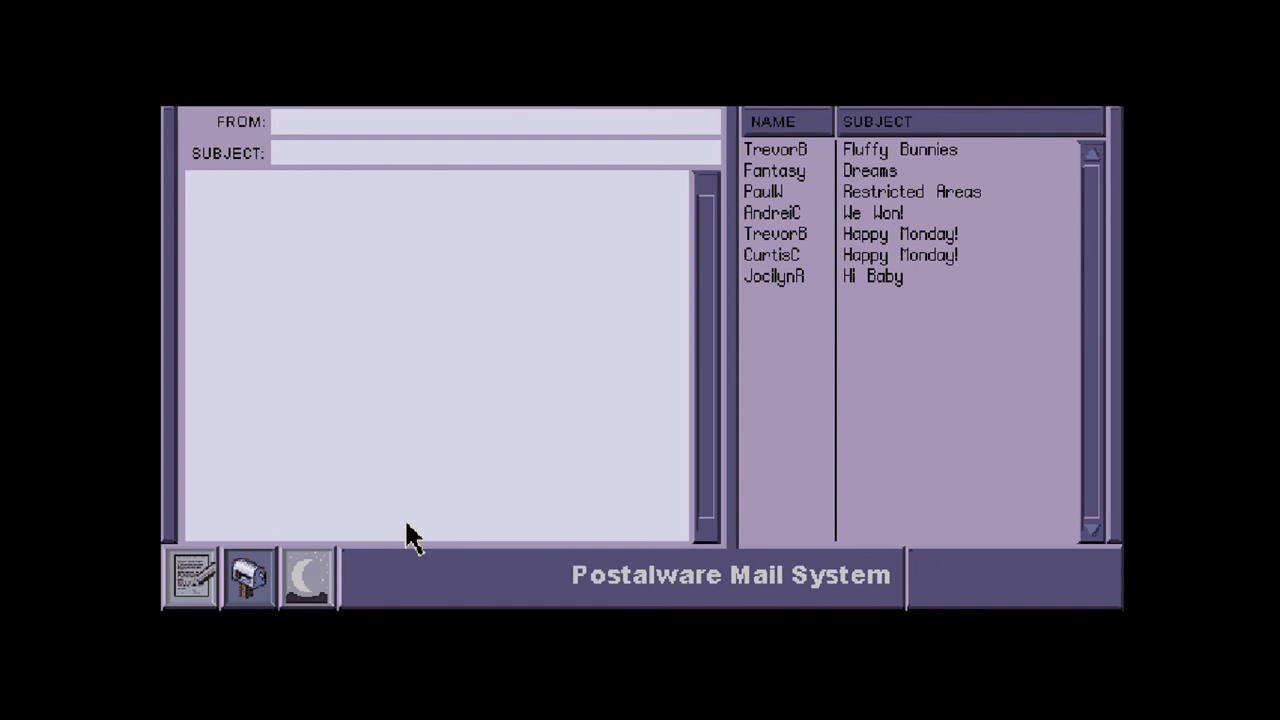 FROM:
SUBJECT:
NAME SUBJECT
TrevorB Fluffy Bunnies
Fantasy Dreams
PaulW Restricted Areas
AndreiC We Won!
TrevorB Happy Monday!
CurtisC Happy Monday!
JocilynR Hi Baby
Postalware Mail System